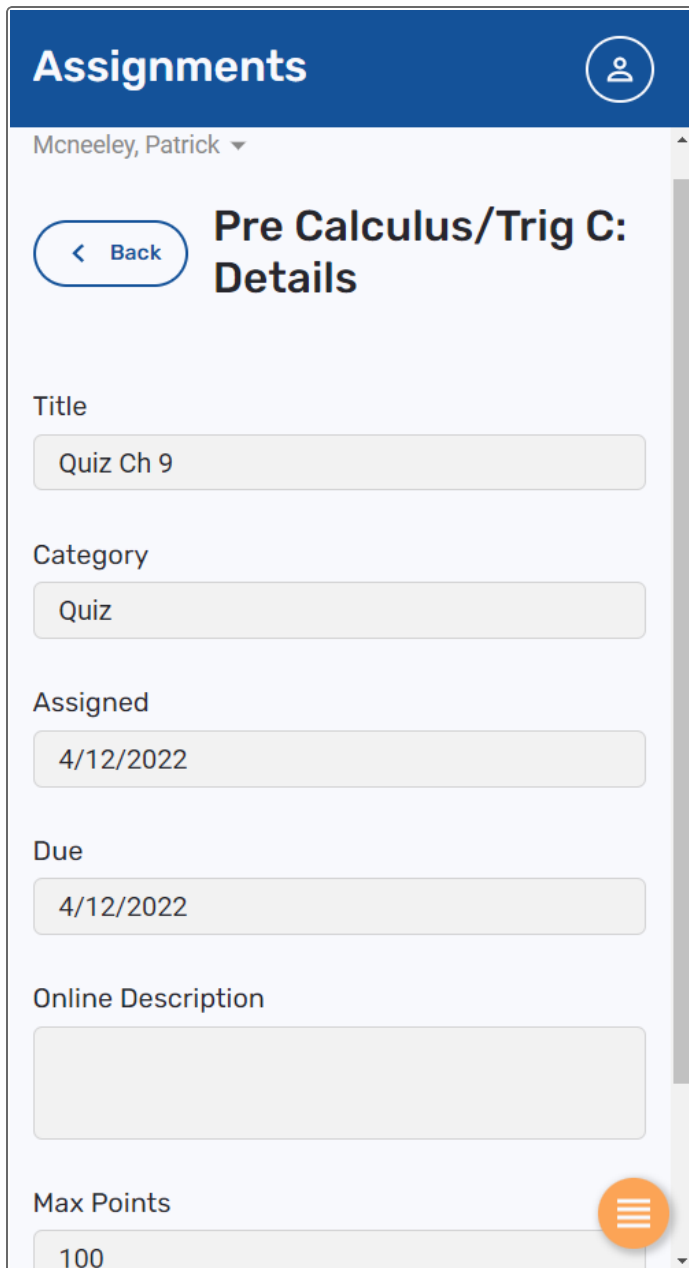 Assignments
Mcneeley, Patrick
Back
Pre Calculus/Trig C:
Details
Title
Quiz Ch 9
Category
Quiz
Assigned
4/12/2022
Due
4/12/2022
Online Description
Max Points
100